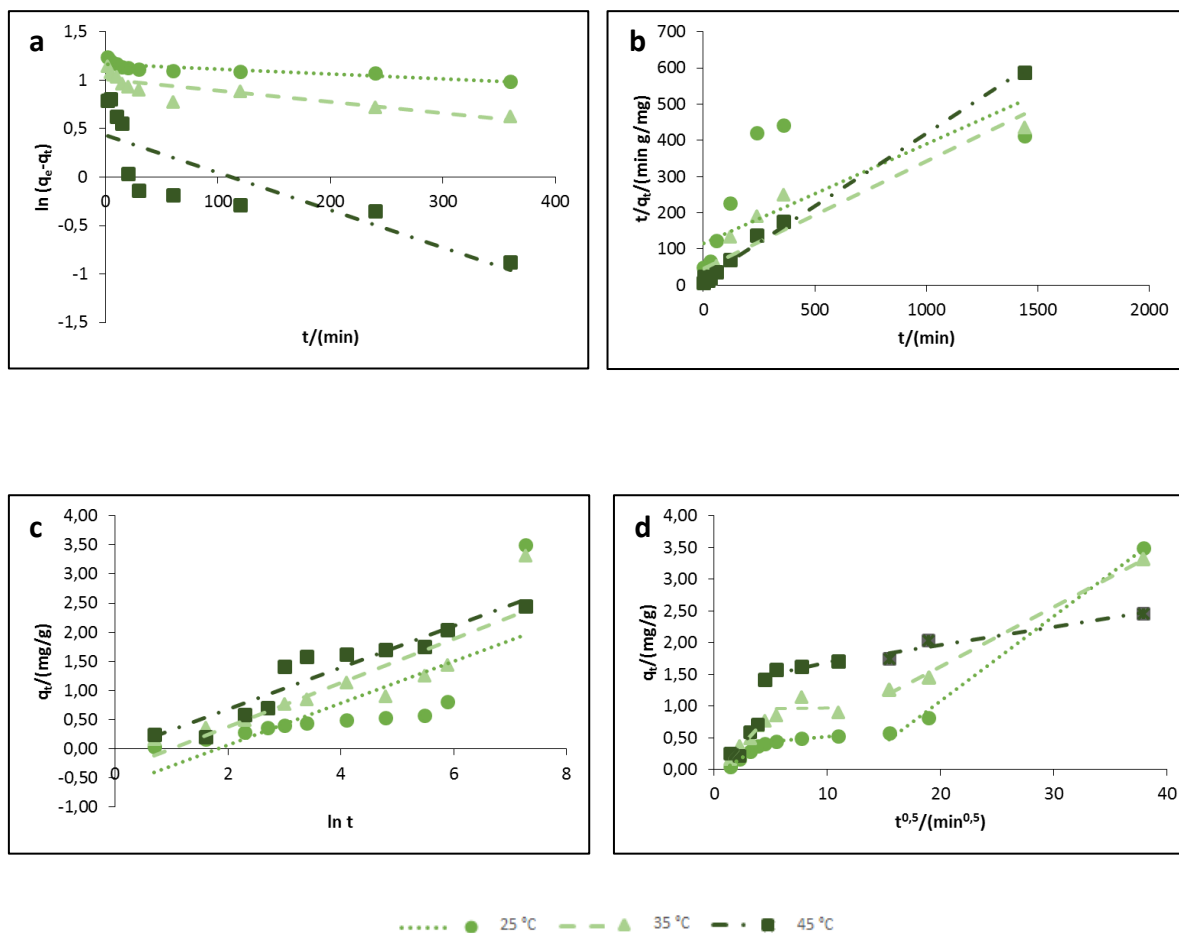 a
1,5
1
0,5
0
-0,5
-1
-1,5
0 100 200 300 400
ln (qe-qt)
t/(min)
b
700
600
500
400
300
200
100
0
0 500 1000 1500 2000
t/qt/(min g/mg)
t/(min)
c
4,00
3,50
3,00
2,50
2,00
1,50
1,00
0,50
0,00
-0,50
-1,00
0 2 4 6 8
qt/(mg/g)
ln t
d
4,00
3,50
3,00
2,50
2,00
1,50
1,00
0,50
0,00
0 10 20 30 40
qt/(mg/g)
t0,5/(min0,5)
25 °C 35 °C 45 °C